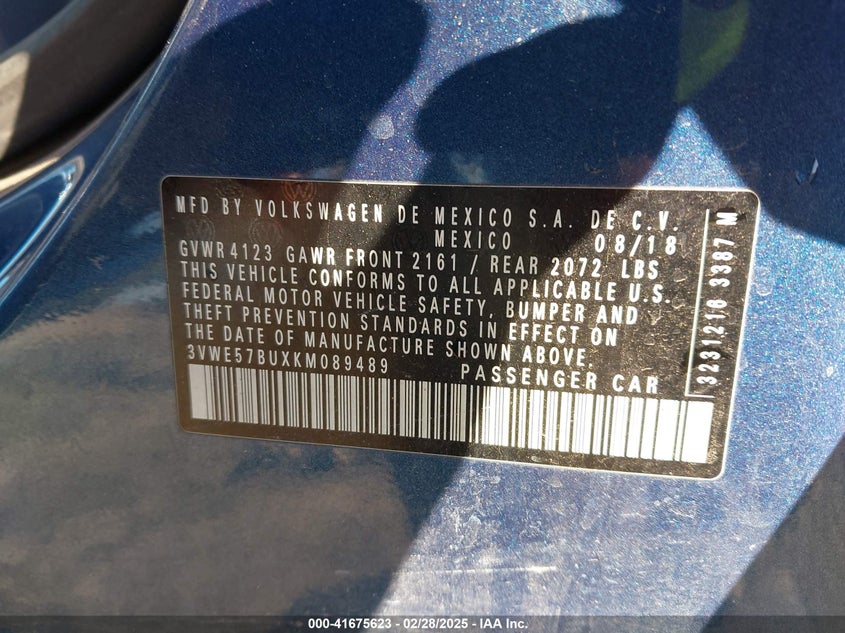 MFD BY VOLKSWAGEN DE MEXICO S.A. DE C.V.
MEXICO 08/18
GVWR 4123 GAWR FRONT 2161 / REAR 2072 LBS
THIS VEHICLE CONFORMS TO ALL APPLICABLE U.S.
FEDERAL MOTOR VEHICLE SAFETY, BUMPER AND
THEFT PREVENTION STANDARDS IN EFFECT ON
THE DATE OF MANUFACTURE SHOWN ABOVE.
3VWE57BUXKM089489 PASSENGER CAR
3231218 3387 M
000-41675623 - 02/28/2025 - IAA Inc.